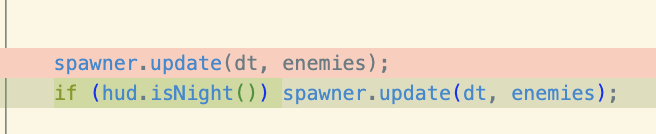 spawner.update(dt, enemies);
if (hud.isNight()) spawner.update(dt, enemies);